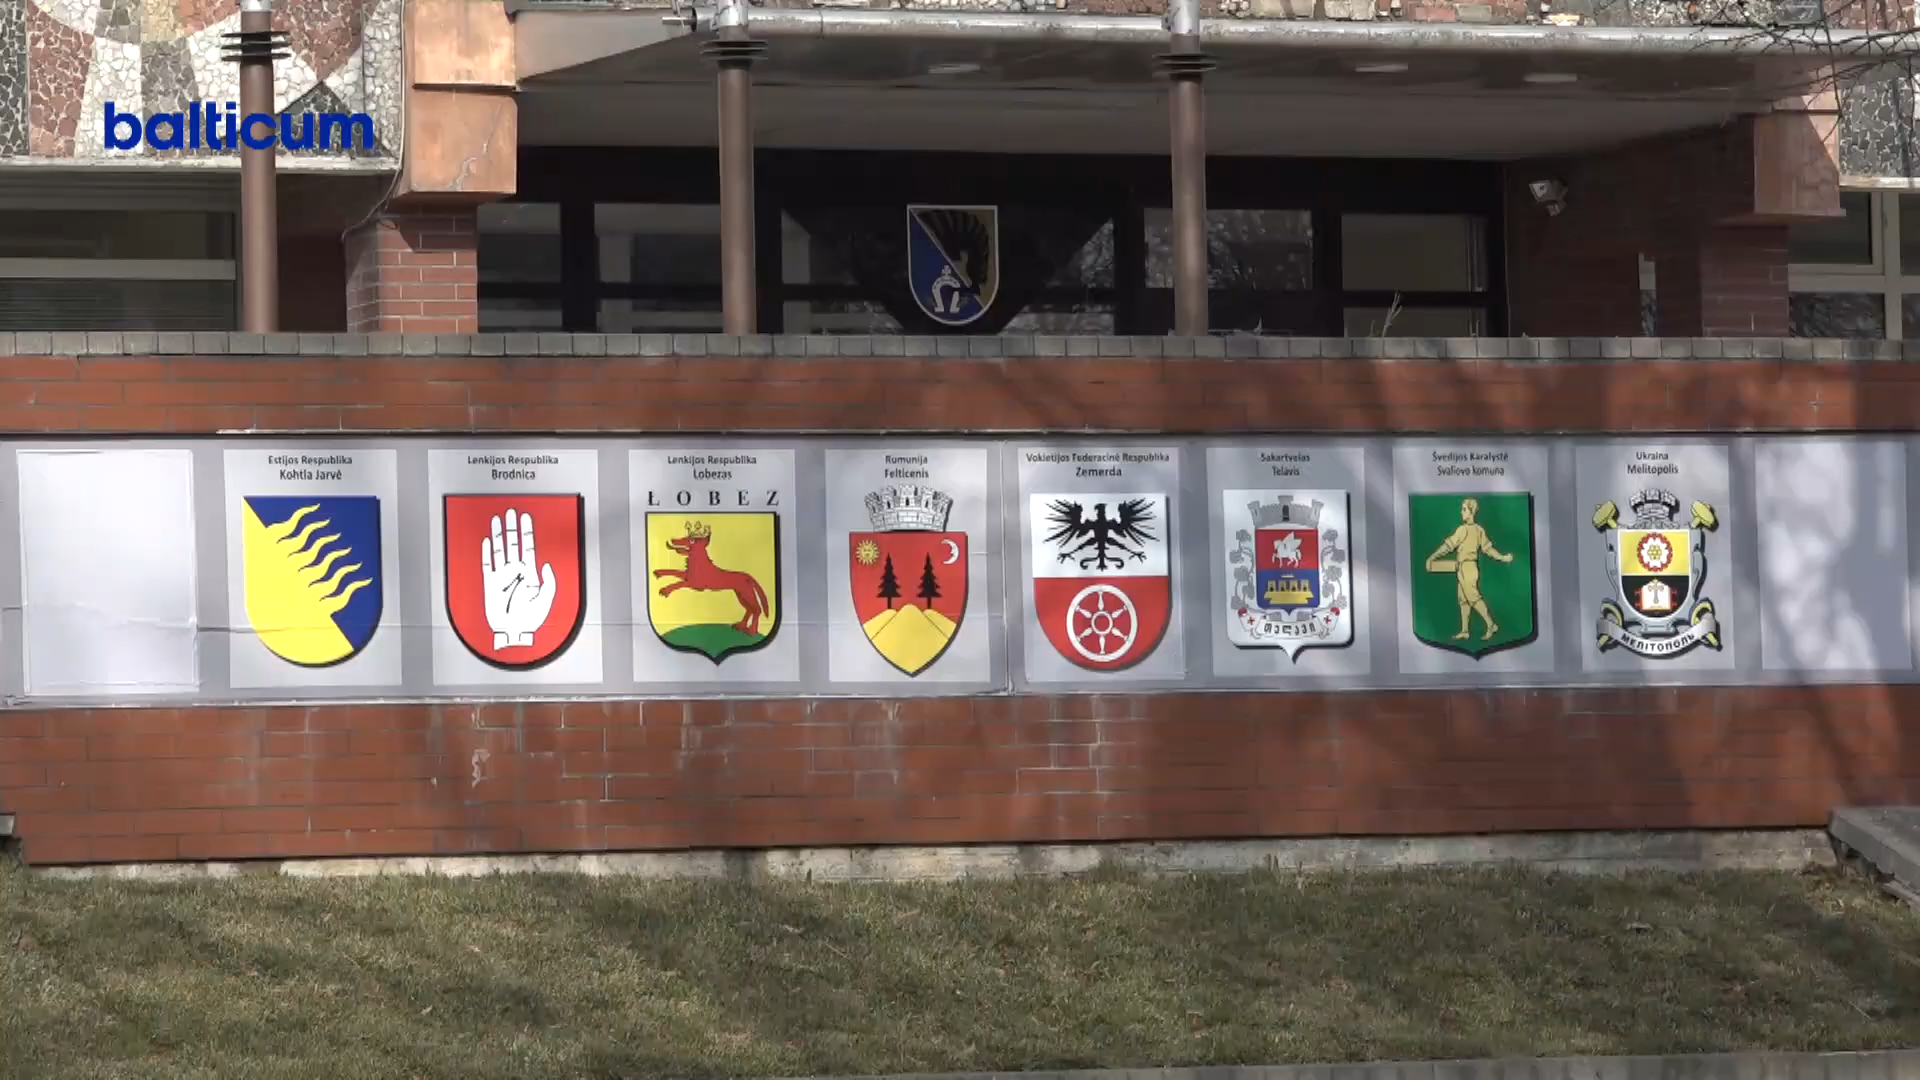 balticum
Estijos Respublika
Kohtla Jarvė
Lenkijos Respublika
Brodnica
Lenkijos Respublika
Lobezas
ŁOBEZ
Rumunija
Felticenis
Vokietijos Federacinė Respublika
Zemerda
Sakartvelas
Telavis
თელავი
Švedijos Karalystė
Svaliovo komuna
Ukraina
Melitopolis
МЕЛІТОПОЛЬ